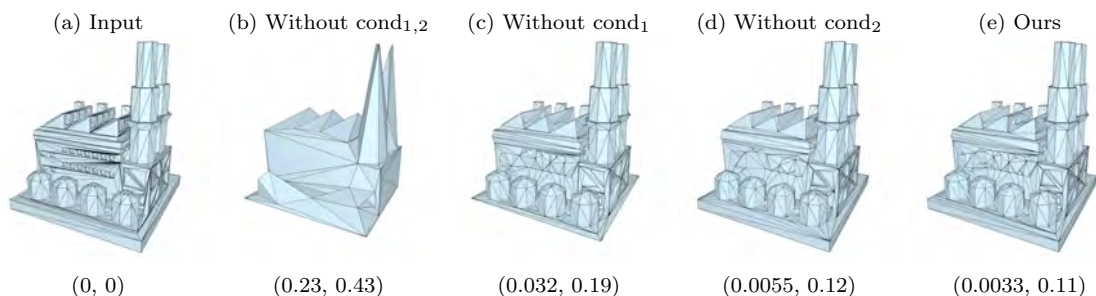 (a) Input (b) Without cond₁,₂ (c) Without cond₁ (d) Without cond₂ (e) Ours
(0, 0) (0.23, 0.43) (0.032, 0.19) (0.0055, 0.12) (0.0033, 0.11)